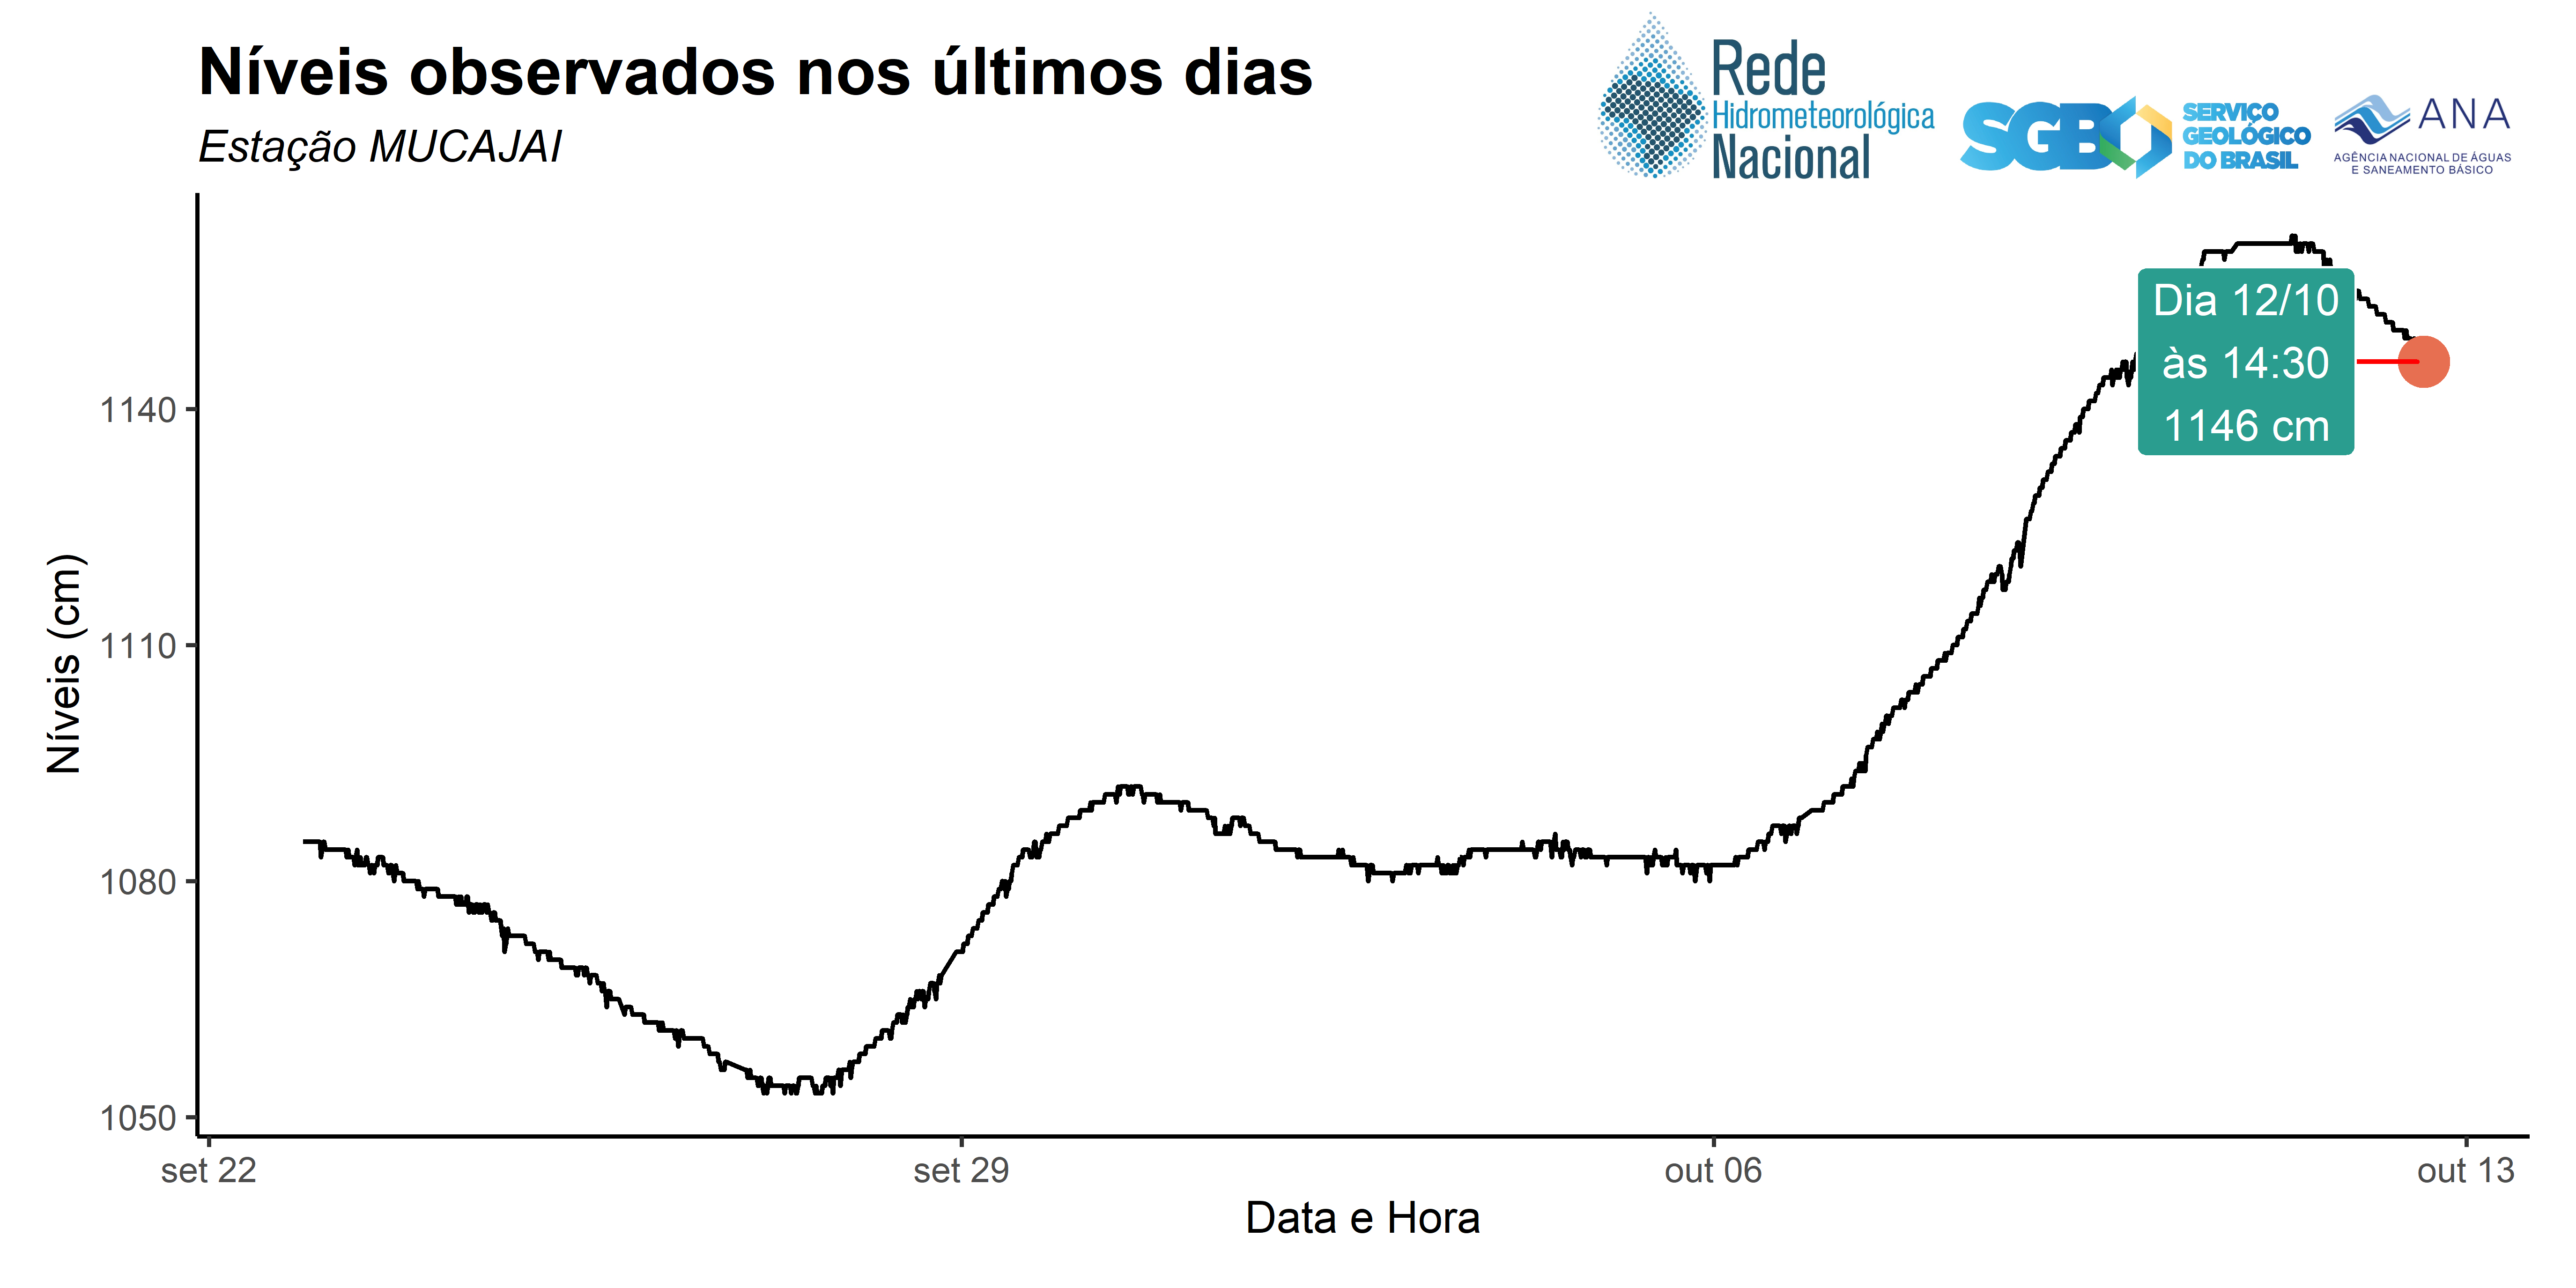 Níveis observados nos últimos dias
Estação MUCAJAI
Rede
Hidrometeorológica
Nacional
SGB
SERVIÇO
GEOLÓGICO
DO BRASIL
ANA
AGÊNCIA NACIONAL DE ÁGUAS
E SANEAMENTO BÁSICO
Níveis (cm)
1140
1110
1080
1050
Dia 12/10
às 14:30
1146 cm
set 22
set 29
out 06
out 13
Data e Hora